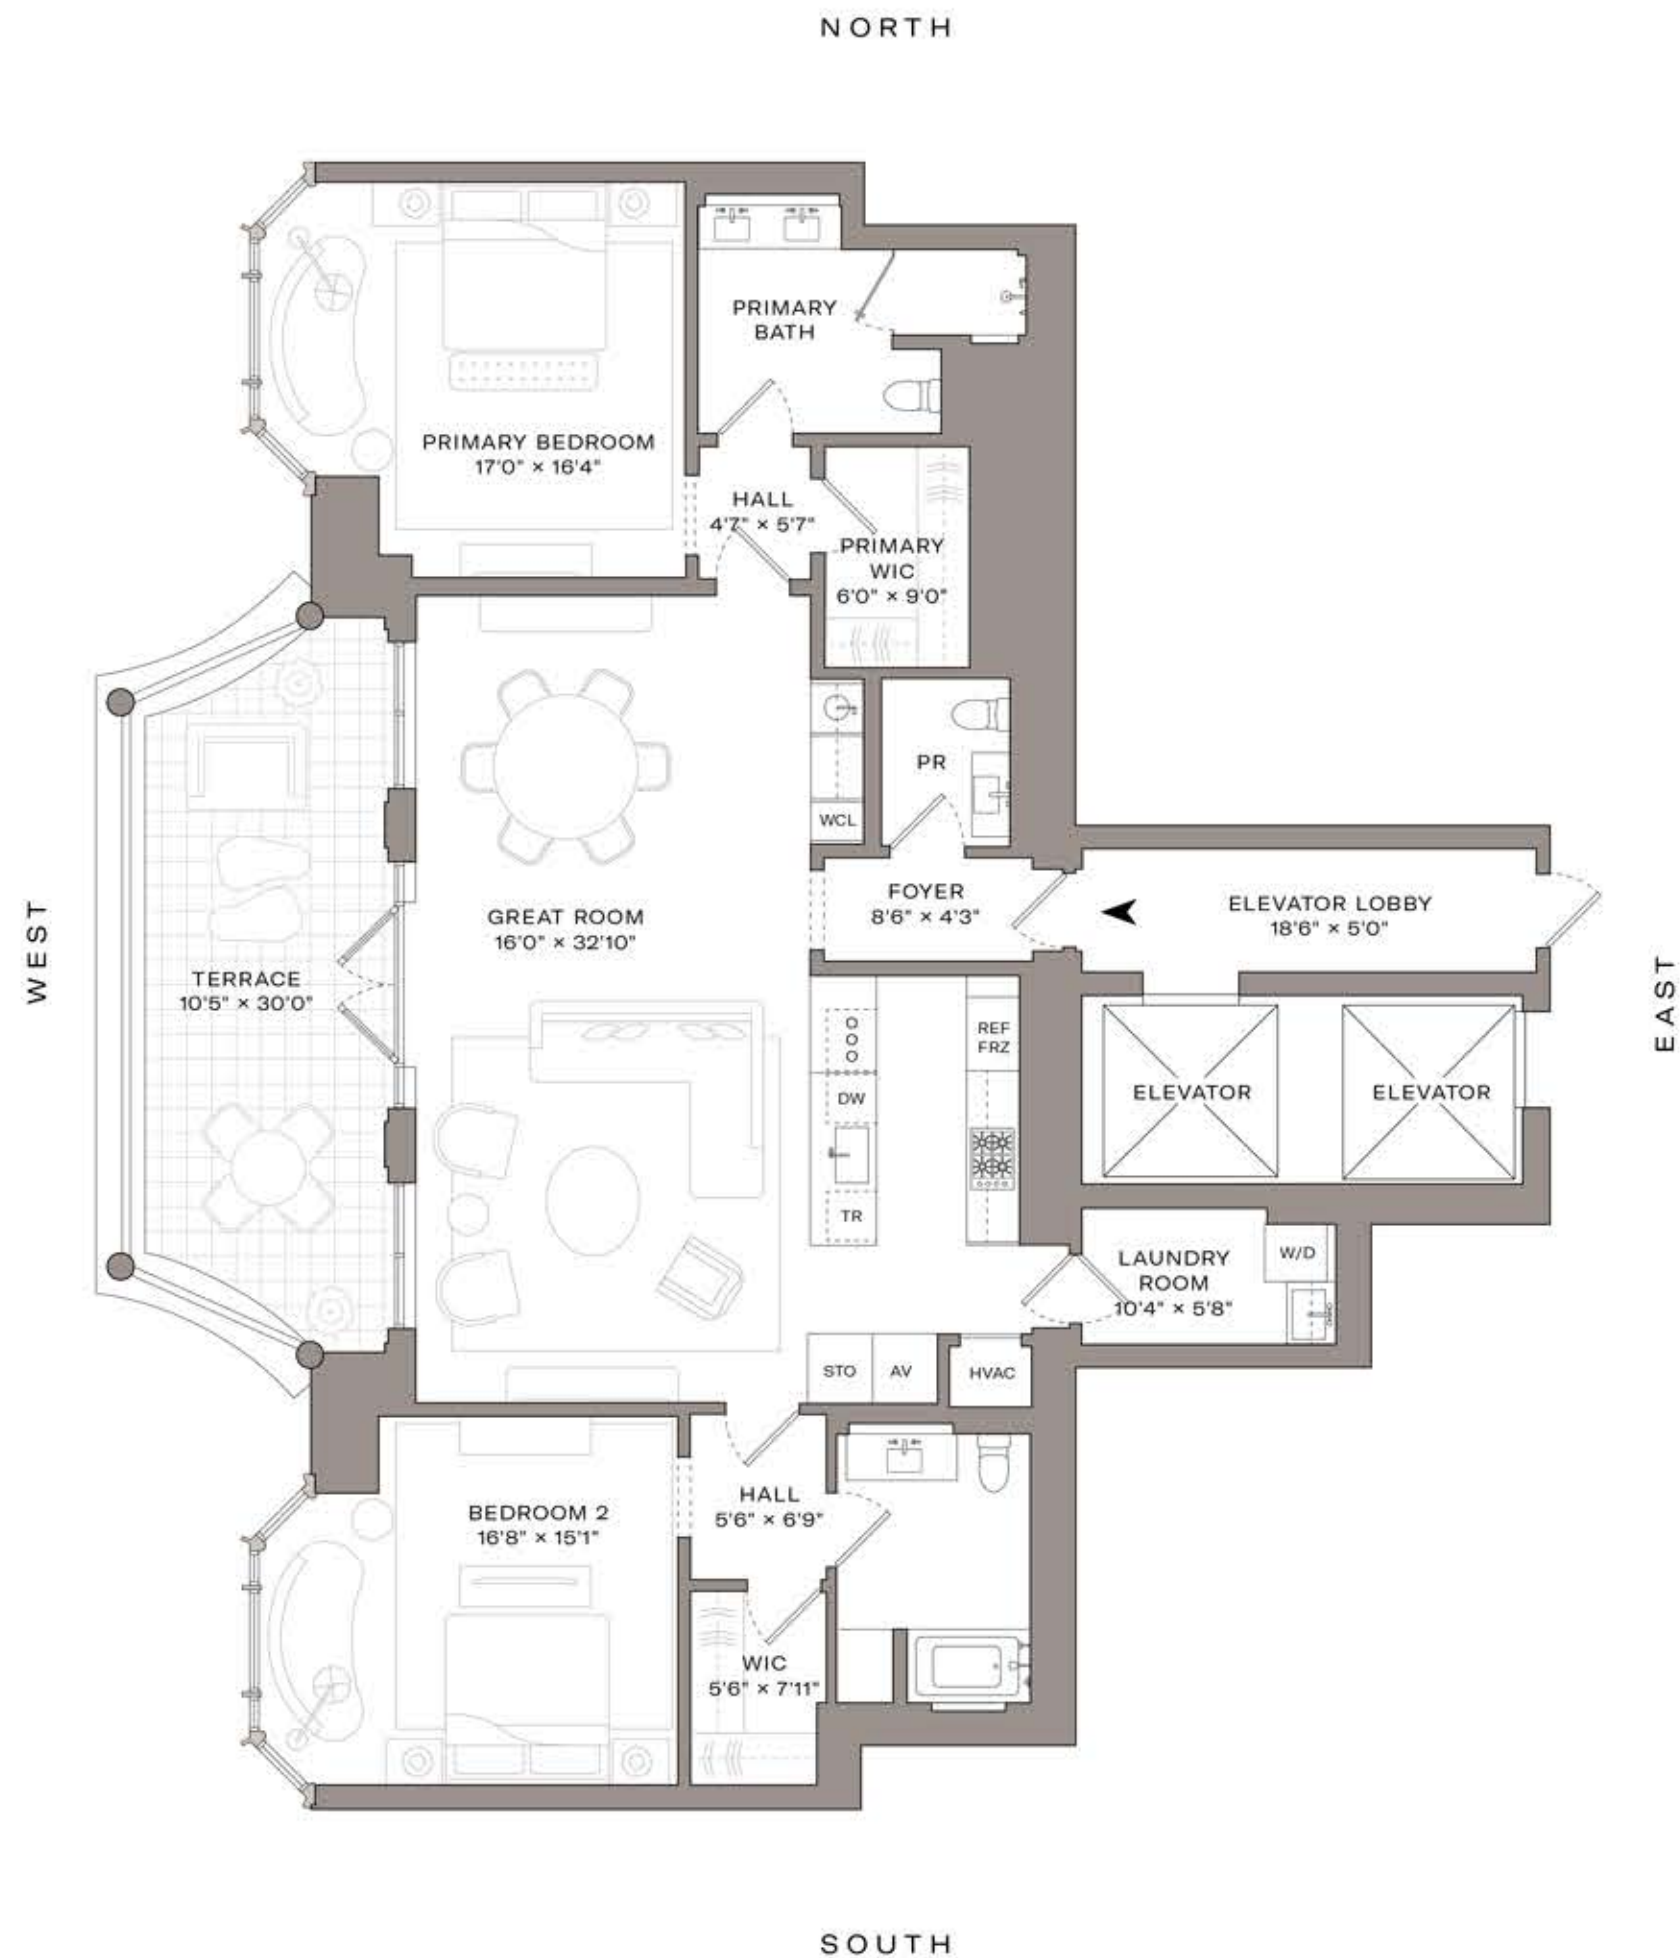 NORTH
PRIMARY
BATH
PRIMARY BEDROOM
17'0" × 16'4"
HALL
4'7" × 5'7"
PRIMARY
WIC
6'0" × 9'0"
PR
WCL
FOYER
8'6" × 4'3"
ELEVATOR LOBBY
18'6" × 5'0"
GREAT ROOM
16'0" × 32'10"
WEST
TERRACE
10'5" × 30'0"
EAST
REF
FRZ
DW
ELEVATOR
ELEVATOR
TR
LAUNDRY
ROOM
10'4" × 5'8"
W/D
STO
AV
HVAC
HALL
5'6" × 6'9"
BEDROOM 2
16'8" × 15'1"
WIC
5'6" × 7'11"
SOUTH